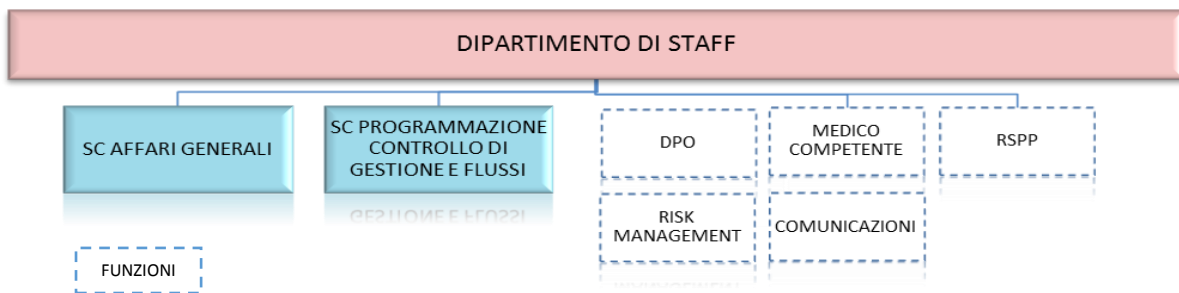 DIPARTIMENTO DI STAFF
SC AFFARI GENERALI
SC PROGRAMMAZIONE
CONTROLLO DI
GESTIONE E FLUSSI
DPO
MEDICO
COMPETENTE
RSPP
RISK
MANAGEMENT
COMUNICAZIONI
FUNZIONI